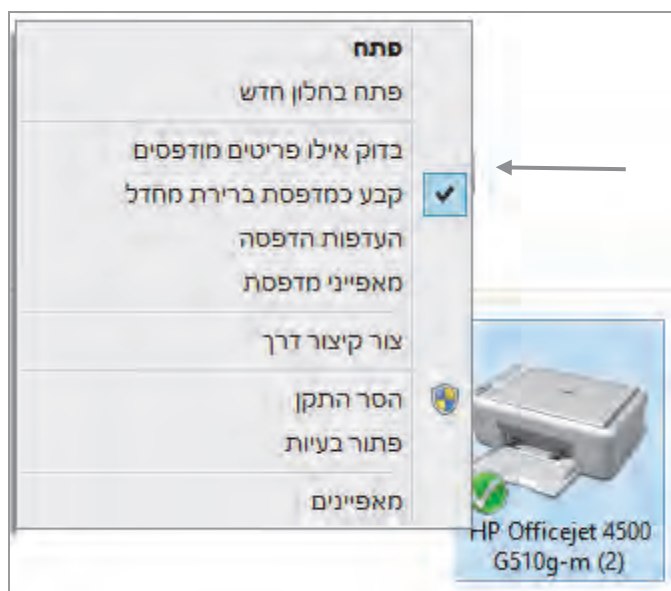 פתח
פתח בחלון חדש
בדוק אילו פריטים מודפסים
קבע כמדפסת ברירת מחדל
העדפות הדפסה
מאפייני מדפסת
צור קיצור דרך
הסר התקן
פתור בעיות
מאפיינים
HP Officejet 4500
G510g-m (2)